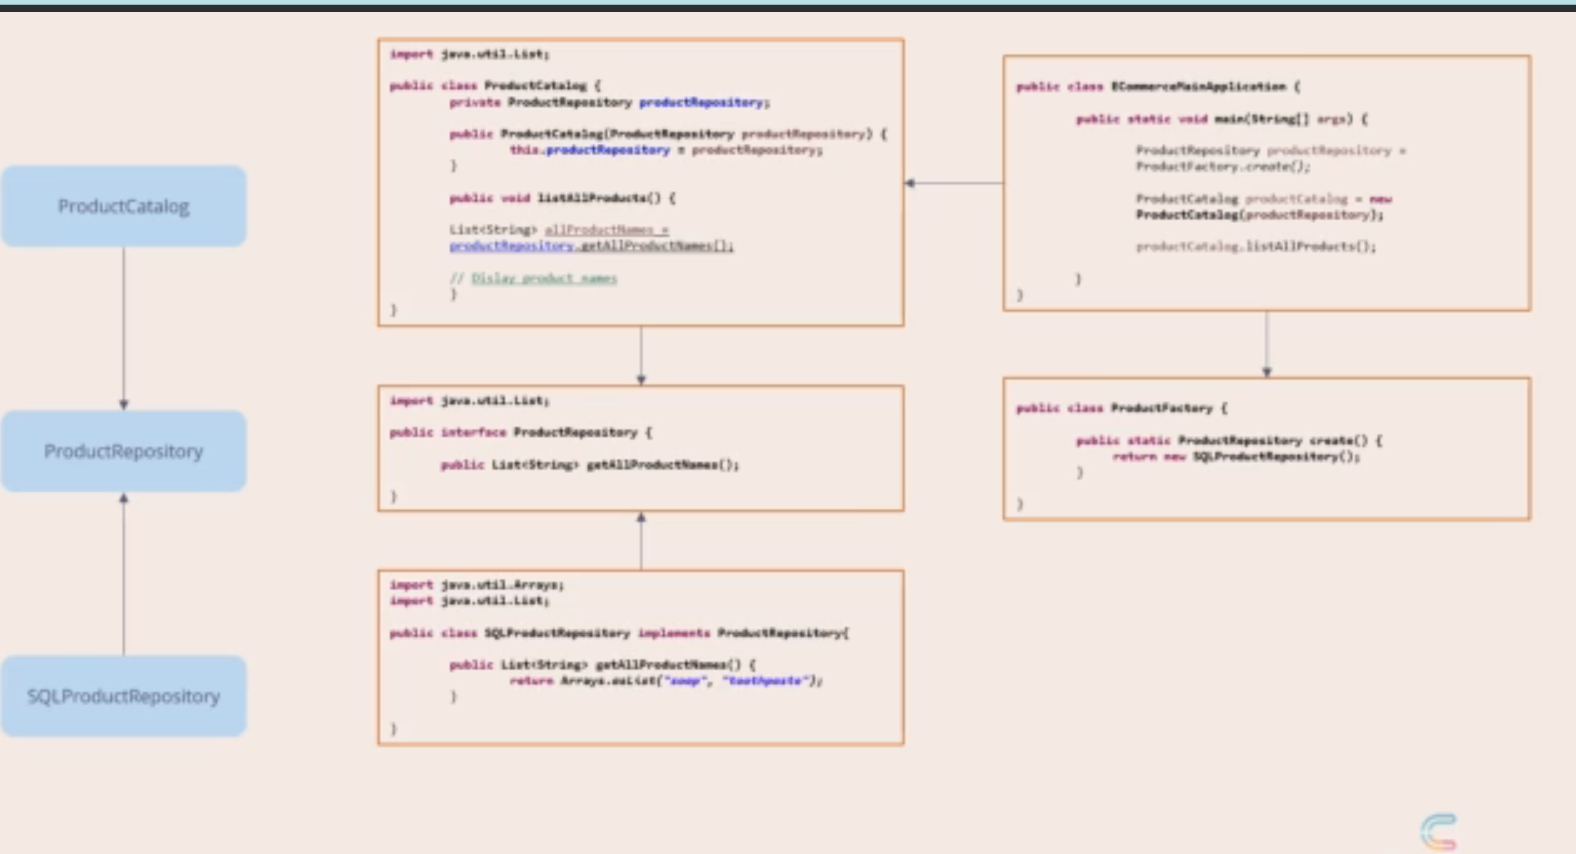 ProductCatalog
ProductRepository
SQLProductRepository
import java.util.List;
public class ProductCatalog {
private ProductRepository productRepository;
public ProductCatalog(ProductRepository productRepository) {
this.productRepository = productRepository;
}
public void listAllProducts() {
List<String> allProductNames =
productRepository.getAllProductNames();
// Dislay product names
}
}
import java.util.List;
public interface ProductRepository {
public List<String> getAllProductNames();
}
import java.util.Arrays;
import java.util.List;
public class SQLProductRepository implements ProductRepository{
public List<String> getAllProductNames() {
return Arrays.asList("soap", "toothpaste");
}
}
public class ECommerceMainApplication {
public static void main(String[] args) {
ProductRepository productRepository =
ProductFactory.create();
ProductCatalog productCatalog = new
ProductCatalog(productRepository);
productCatalog.listAllProducts();
}
}
public class ProductFactory {
public static ProductRepository create() {
return new SQLProductRepository();
}
}